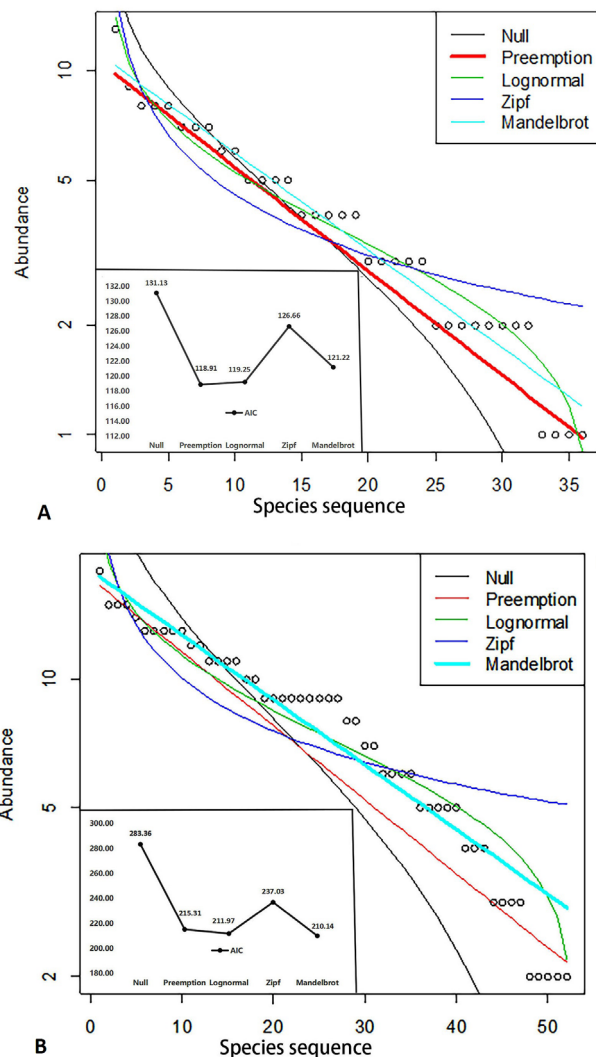 Null
Preemption
Lognormal
Zipf
Mandelbrot
10
5
2
1
Abundance
132.00
130.00
128.00
126.00
124.00
122.00
120.00
118.00
116.00
114.00
112.00
131.13
118.91
119.25
126.66
121.22
AIC
Null Preemption Lognormal Zipf Mandelbrot
0 5 10 15 20 25 30 35
Species sequence
A
Null
Preemption
Lognormal
Zipf
Mandelbrot
10
5
2
Abundance
300.00
280.00
260.00
240.00
220.00
200.00
180.00
283.36
215.31
211.97
237.03
210.14
AIC
Null Preemption Lognormal Zipf Mandelbrot
0 10 20 30 40 50
Species sequence
B